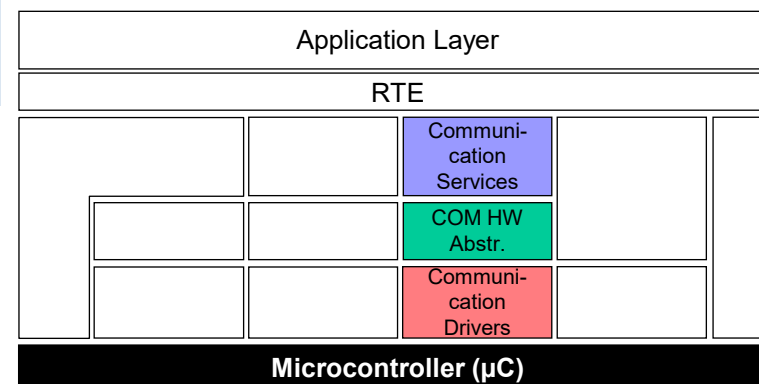 Application Layer
RTE
Communi-
cation
Services
COM HW
Abstr.
Communi-
cation
Drivers
Microcontroller (µC)